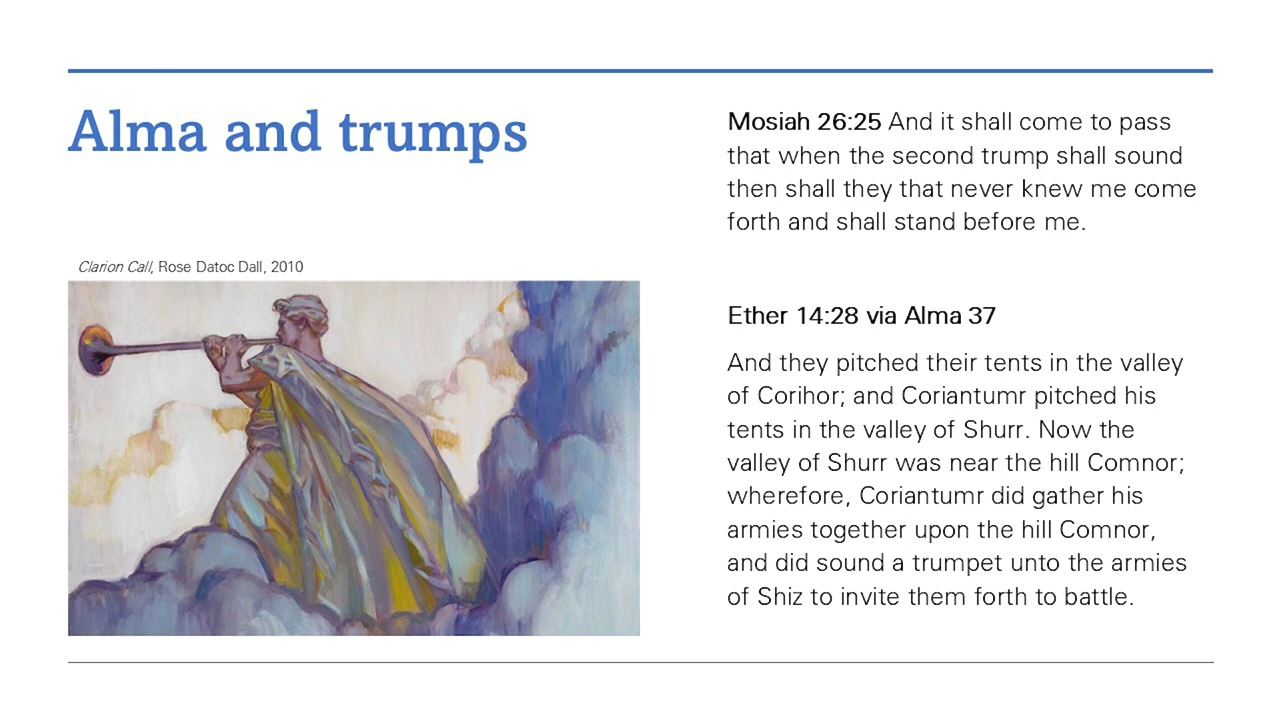 Alma and trumps
Clarion Call, Rose Datoc Dall, 2010
Mosiah 26:25 And it shall come to pass
that when the second trump shall sound
then shall they that never knew me come
forth and shall stand before me.
Ether 14:28 via Alma 37
And they pitched their tents in the valley
of Corihor; and Coriantumr pitched his
tents in the valley of Shurr. Now the
valley of Shurr was near the hill Comnor;
wherefore, Coriantumr did gather his
armies together upon the hill Comnor,
and did sound a trumpet unto the armies
of Shiz to invite them forth to battle.